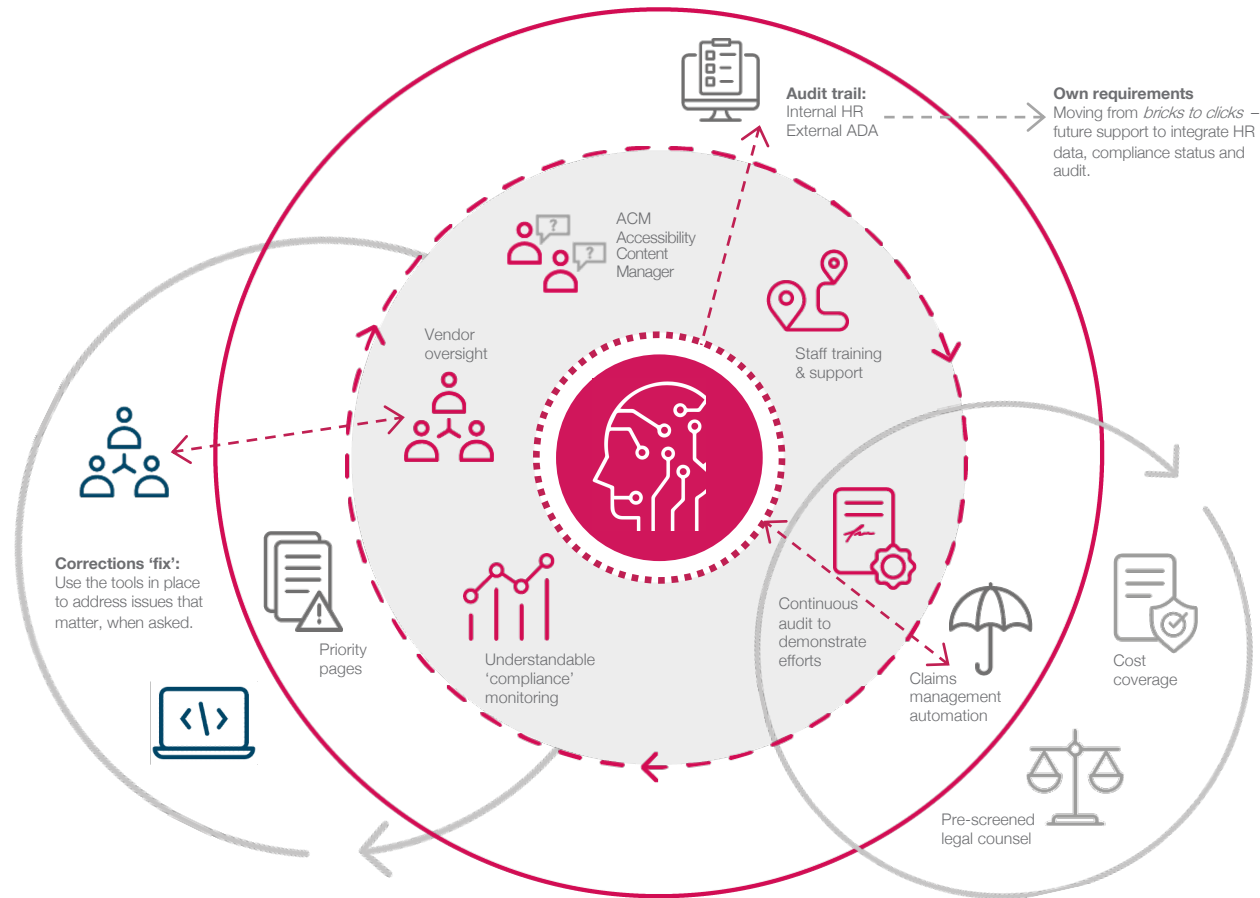 Audit trail:
Internal HR
External ADA
Own requirements
Moving from bricks to clicks –
future support to integrate HR
data, compliance status and
audit.
?
?
ACM
Accessibility
Content
Manager
Vendor
oversight
Staff training
& support
Corrections ‘fix’:
Use the tools in place
to address issues that
matter, when asked.
Priority
pages
Understandable
‘compliance’
monitoring
Continuous
audit to
demonstrate
efforts
Claims
management
automation
Cost
coverage
Pre-screened
legal counsel